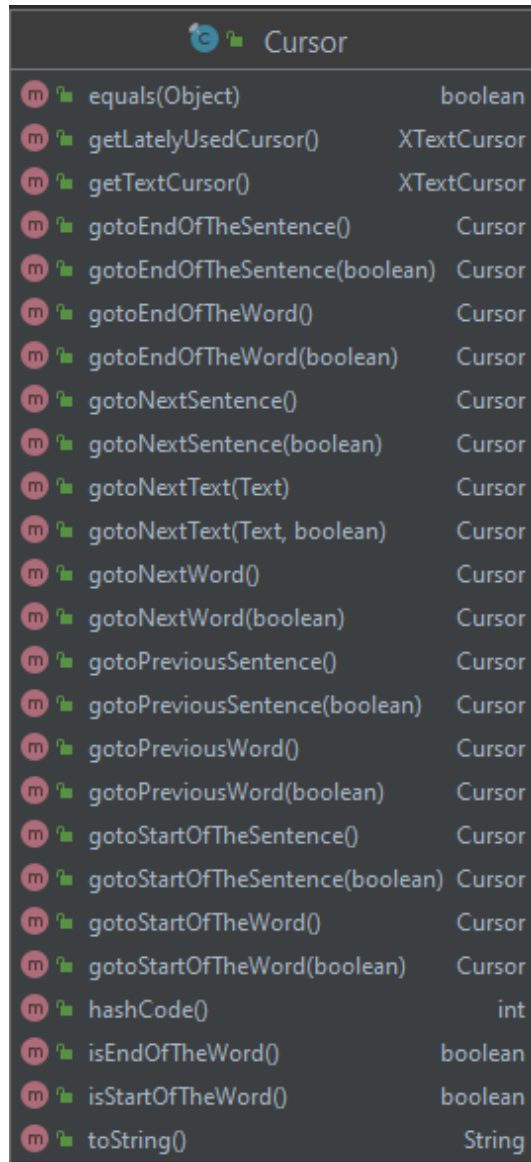 Cursor
equals(Object) boolean
getLatelyUsedCursor() XTextCursor
getTextCursor() XTextCursor
gotoEndOfTheSentence() Cursor
gotoEndOfTheSentence(boolean) Cursor
gotoEndOfTheWord() Cursor
gotoEndOfTheWord(boolean) Cursor
gotoNextSentence() Cursor
gotoNextSentence(boolean) Cursor
gotoNextText(Text) Cursor
gotoNextText(Text, boolean) Cursor
gotoNextWord() Cursor
gotoNextWord(boolean) Cursor
gotoPreviousSentence() Cursor
gotoPreviousSentence(boolean) Cursor
gotoPreviousWord() Cursor
gotoPreviousWord(boolean) Cursor
gotoStartOfTheSentence() Cursor
gotoStartOfTheSentence(boolean) Cursor
gotoStartOfTheWord() Cursor
gotoStartOfTheWord(boolean) Cursor
hashCode() int
isEndOfTheWord() boolean
isStartOfTheWord() boolean
toString() String